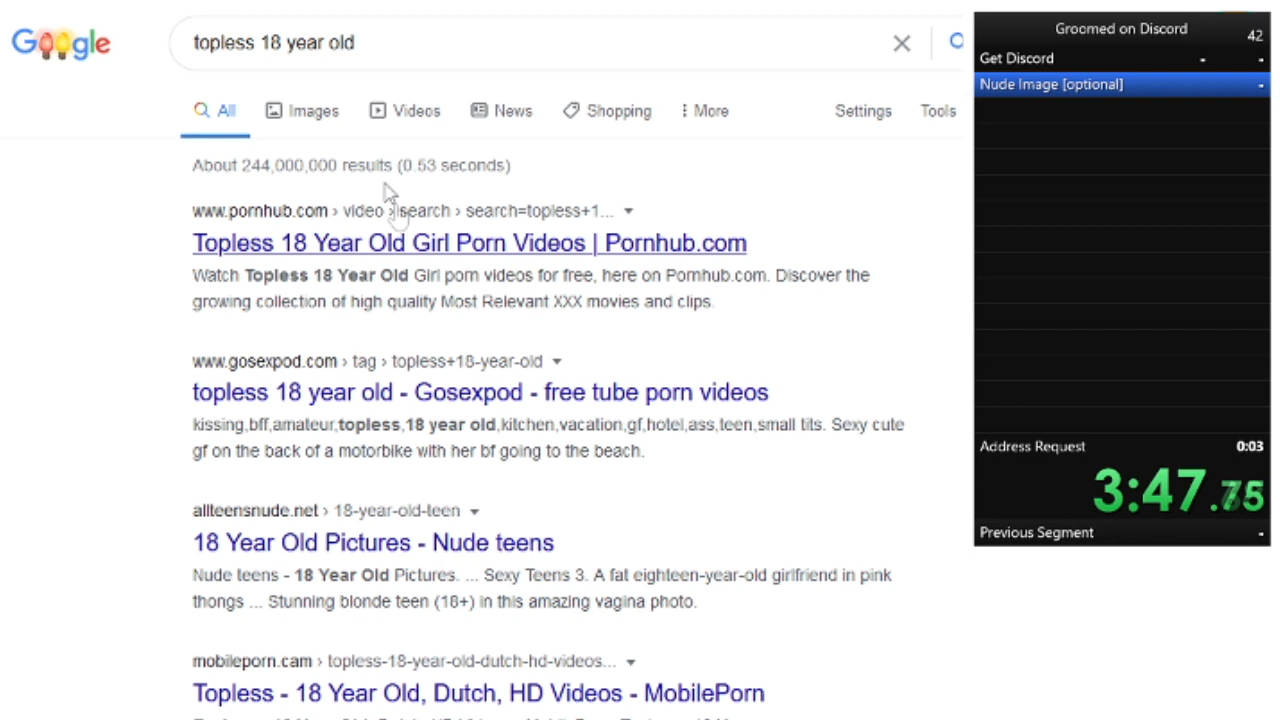 Google
topless 18 year old
All
Images
Videos
News
Shopping
More
Settings
Tools
About 244,000,000 results (0.53 seconds)
www.pornhub.com › video › search › search=topless+1...
Topless 18 Year Old Girl Porn Videos | Pornhub.com
Watch Topless 18 Year Old Girl porn videos for free, here on Pornhub.com. Discover the
growing collection of high quality Most Relevant XXX movies and clips.
www.gosexpod.com › tag › topless+18-year-old
topless 18 year old - Gosexpod - free tube porn videos
kissing,bff,amateur,topless,18 year old,kitchen,vacation,gf,hotel,ass,teen,small tits. Sexy cute
gf on the back of a motorbike with her bf going to the beach.
allteensnude.net › 18-year-old-teen
18 Year Old Pictures - Nude teens
Nude teens - 18 Year Old Pictures. ... Sexy Teens 3. A fat eighteen-year-old girlfriend in pink
thongs ... Stunning blonde teen (18+) in this amazing vagina photo.
mobileporn.cam › topless-18-year-old-dutch-hd-videos...
Topless - 18 Year Old, Dutch, HD Videos - MobilePorn
Groomed on Discord
42
Get Discord - -
Nude Image [optional] -
Address Request 0:03
3:47.75
Previous Segment -